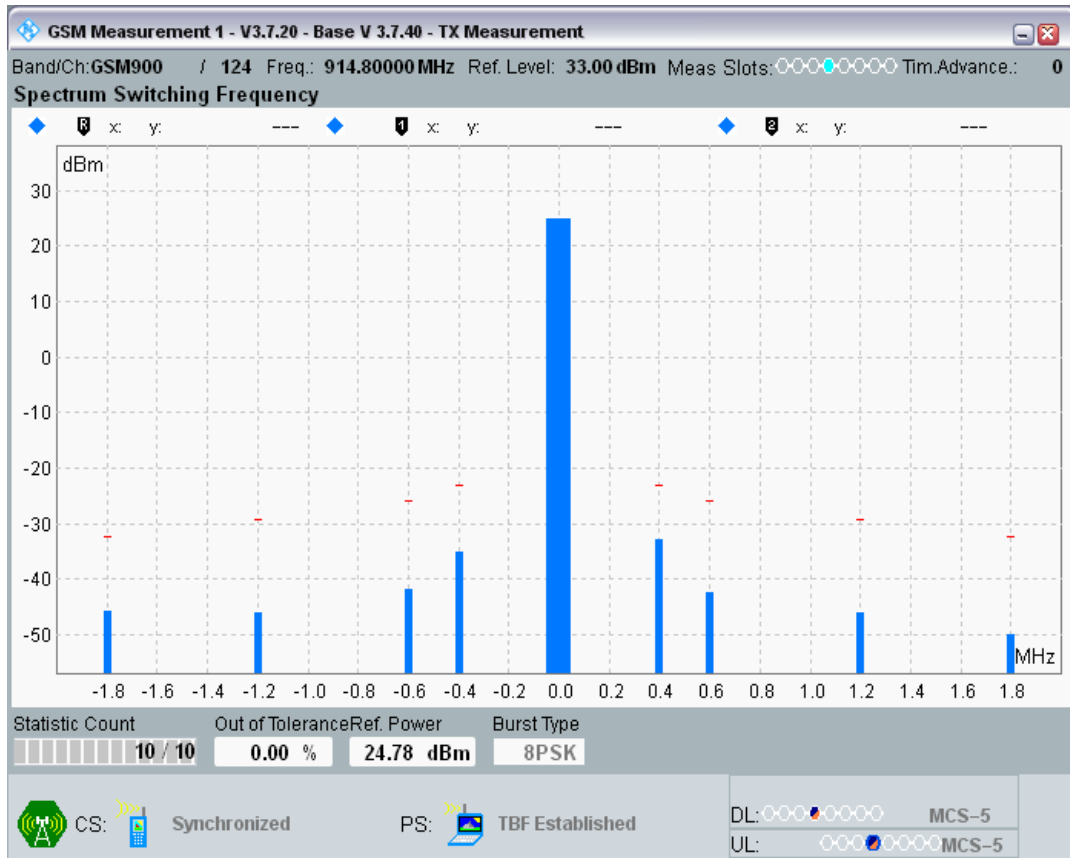 GSM Measurement 1 - V3.7.20 - Base V 3.7.40 - TX Measurement
Band/Ch:GSM900 / 124 Freq.: 914.80000 MHz Ref. Level: 33.00 dBm Meas Slots: Tim.Advance.: 0
Spectrum Switching Frequency
R x: y: --- 1 x: y: --- 2 x: y: ---
dBm
30
20
10
0
-10
-20
-30
-40
-50
MHz
-1.8 -1.6 -1.4 -1.2 -1.0 -0.8 -0.6 -0.4 -0.2 0.0 0.2 0.4 0.6 0.8 1.0 1.2 1.4 1.6 1.8
Statistic Count Out of Tolerance Ref. Power Burst Type
10 / 10 0.00 % 24.78 dBm 8PSK
CS: Synchronized PS: TBF Established DL: MCS-5
UL: MCS-5